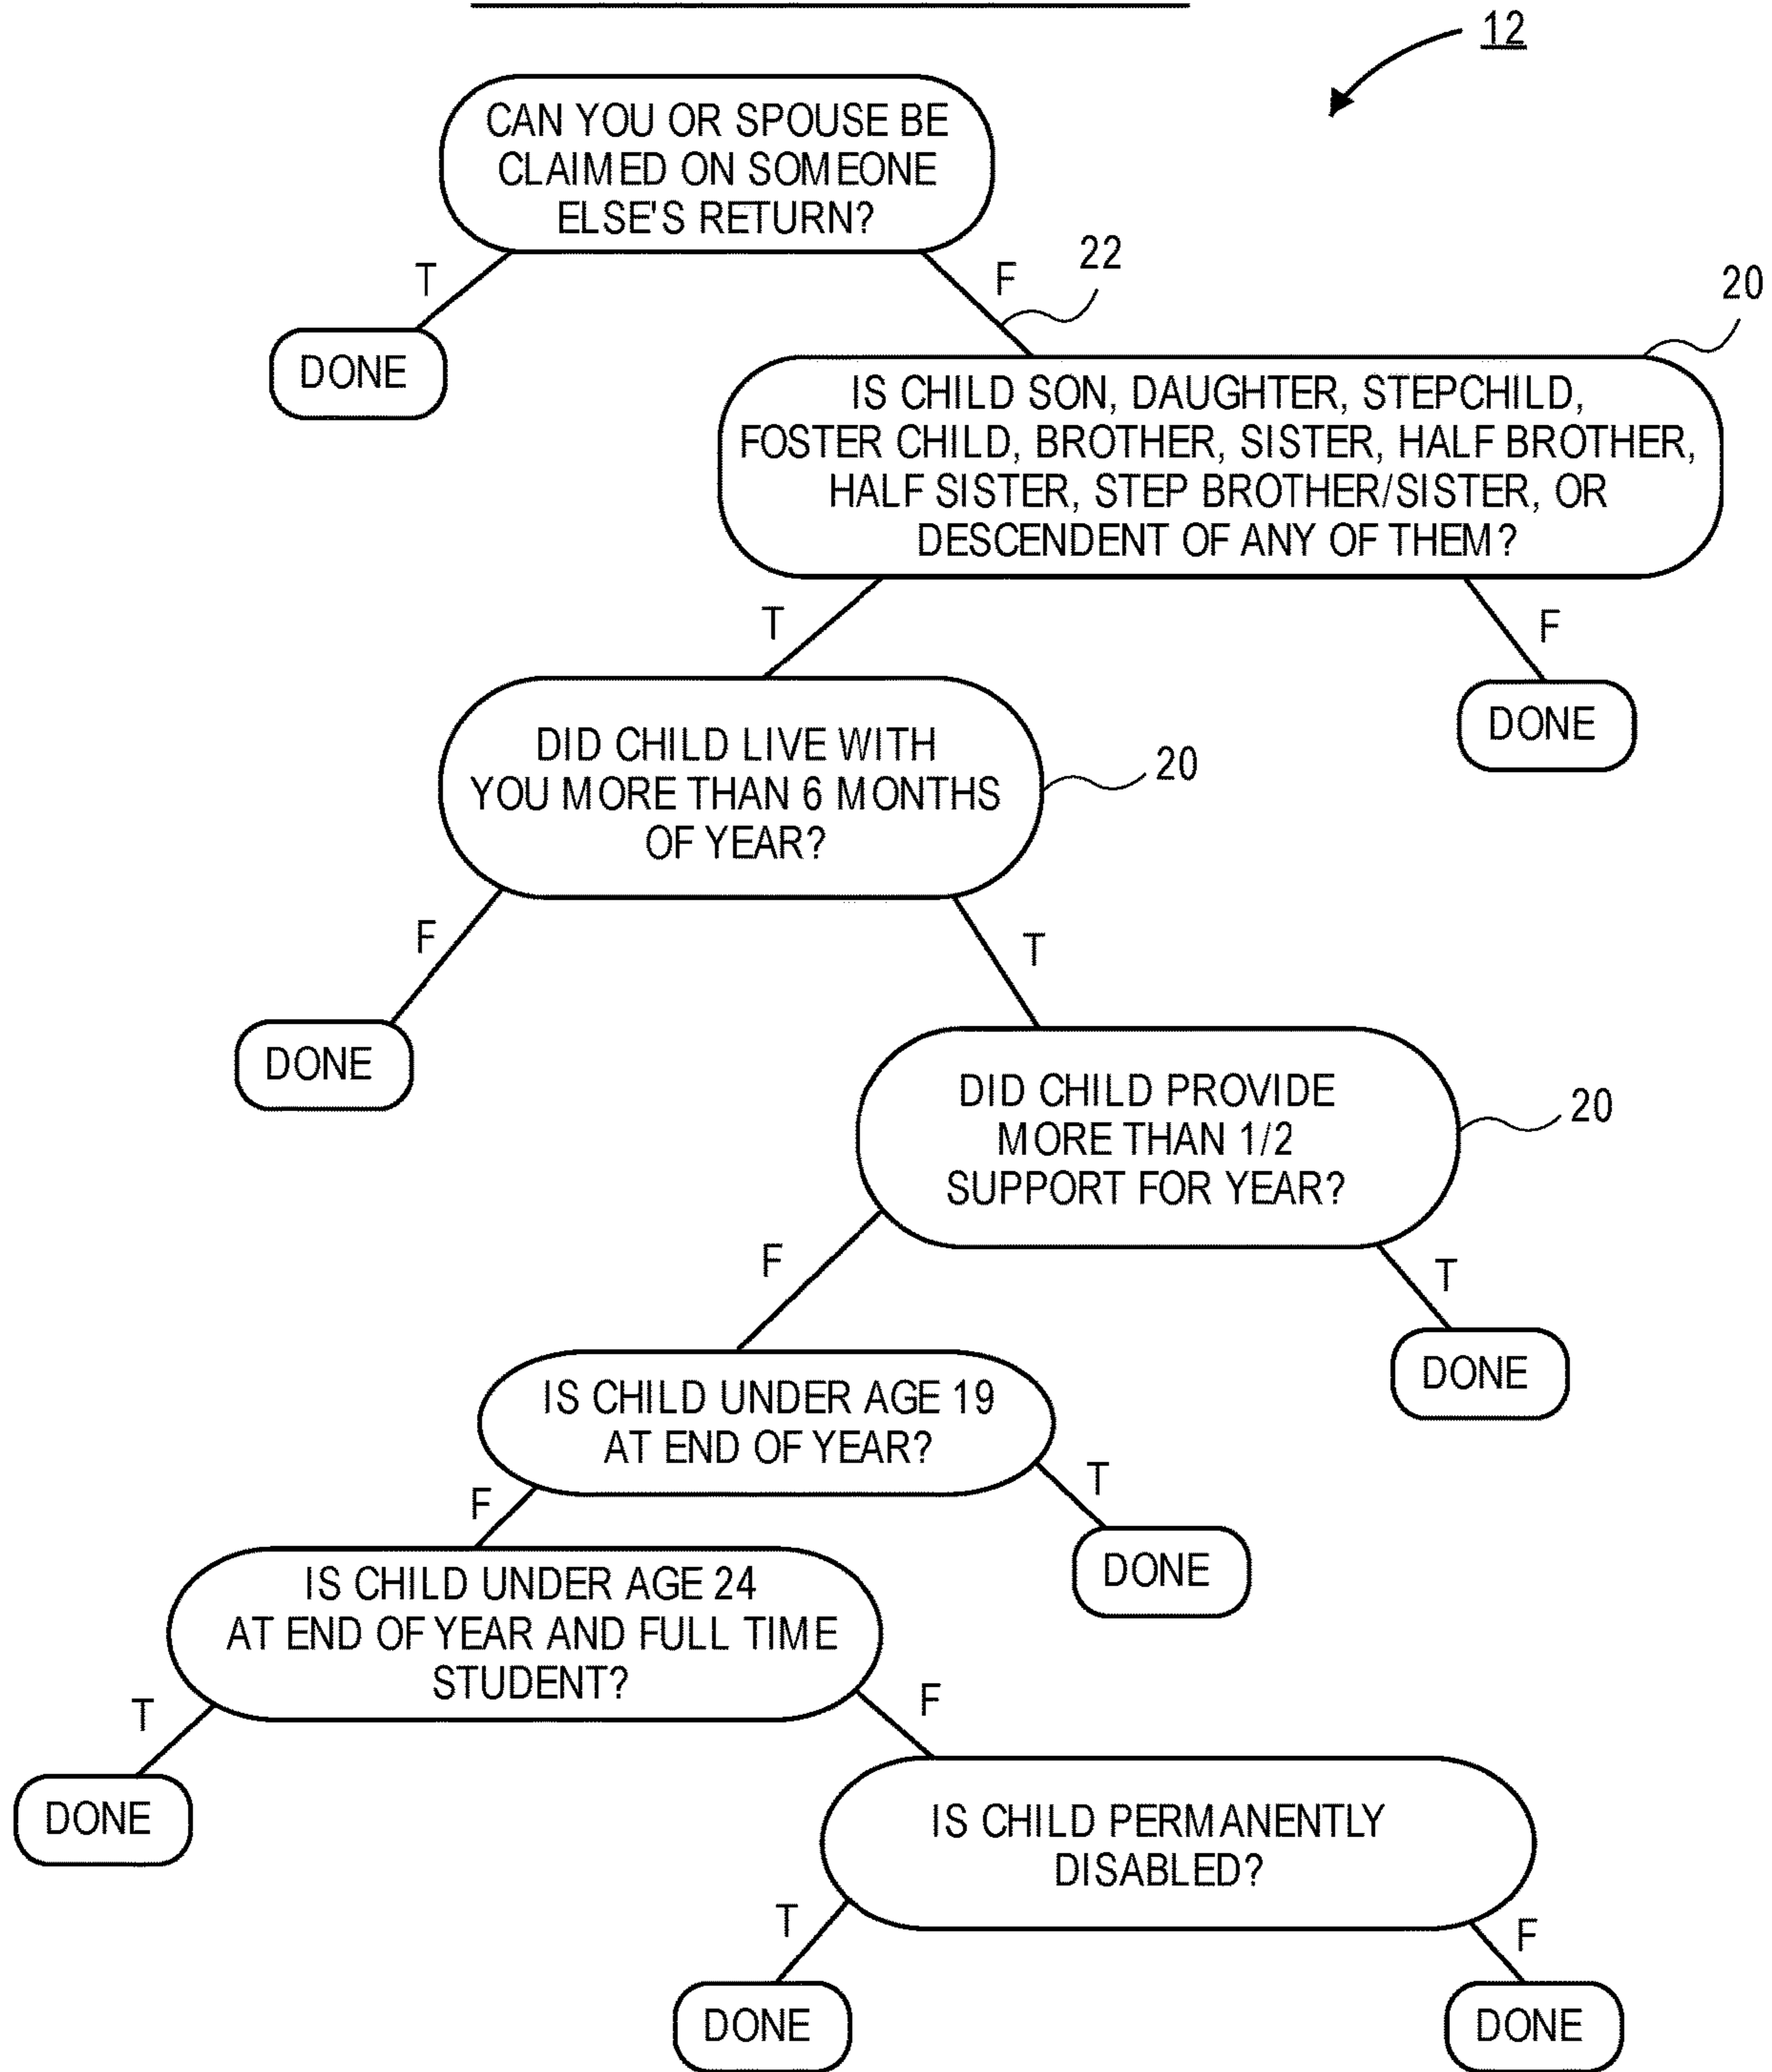 12
CAN YOU OR SPOUSE BE
CLAIMED ON SOMEONE
ELSE'S RETURN?
T
F
22
20
DONE
IS CHILD SON, DAUGHTER, STEPCHILD,
FOSTER CHILD, BROTHER, SISTER, HALF BROTHER,
HALF SISTER, STEP BROTHER/SISTER, OR
DESCENDENT OF ANY OF THEM?
T
F
DONE
DID CHILD LIVE WITH
YOU MORE THAN 6 MONTHS
OF YEAR?
20
F
T
DONE
DID CHILD PROVIDE
MORE THAN 1/2
SUPPORT FOR YEAR?
20
F
T
DONE
IS CHILD UNDER AGE 19
AT END OF YEAR?
F
T
DONE
IS CHILD UNDER AGE 24
AT END OF YEAR AND FULL TIME
STUDENT?
T
F
DONE
IS CHILD PERMANENTLY
DISABLED?
T
F
DONE
DONE